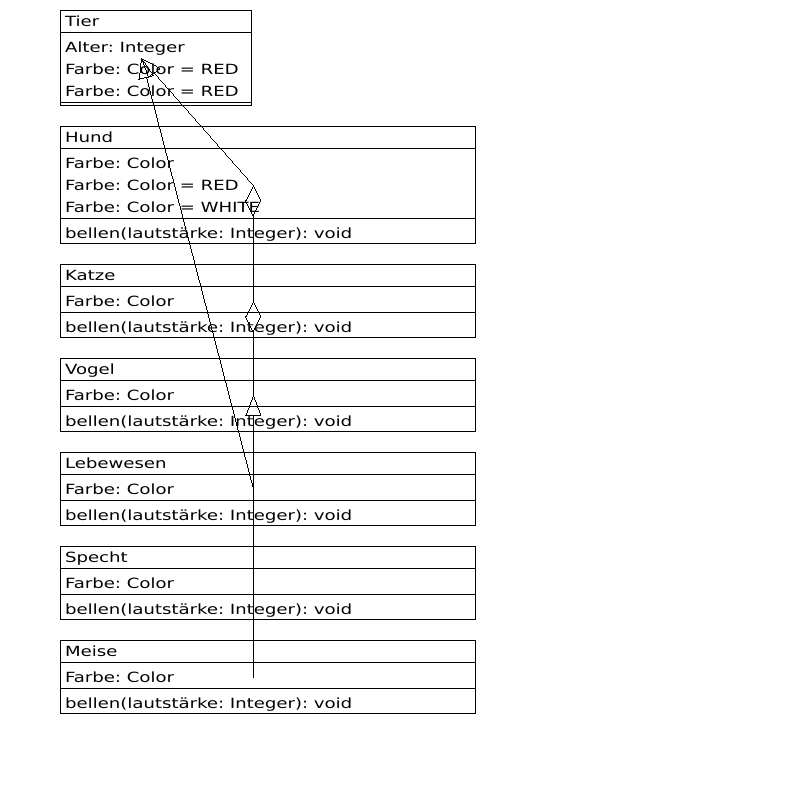 Tier
Alter: Integer
Farbe: Color = RED
Farbe: Color = RED
Hund
Farbe: Color
Farbe: Color = RED
Farbe: Color = WHITE
bellen(lautstärke: Integer): void
Katze
Farbe: Color
bellen(lautstärke: Integer): void
Vogel
Farbe: Color
bellen(lautstärke: Integer): void
Lebewesen
Farbe: Color
bellen(lautstärke: Integer): void
Specht
Farbe: Color
bellen(lautstärke: Integer): void
Meise
Farbe: Color
bellen(lautstärke: Integer): void